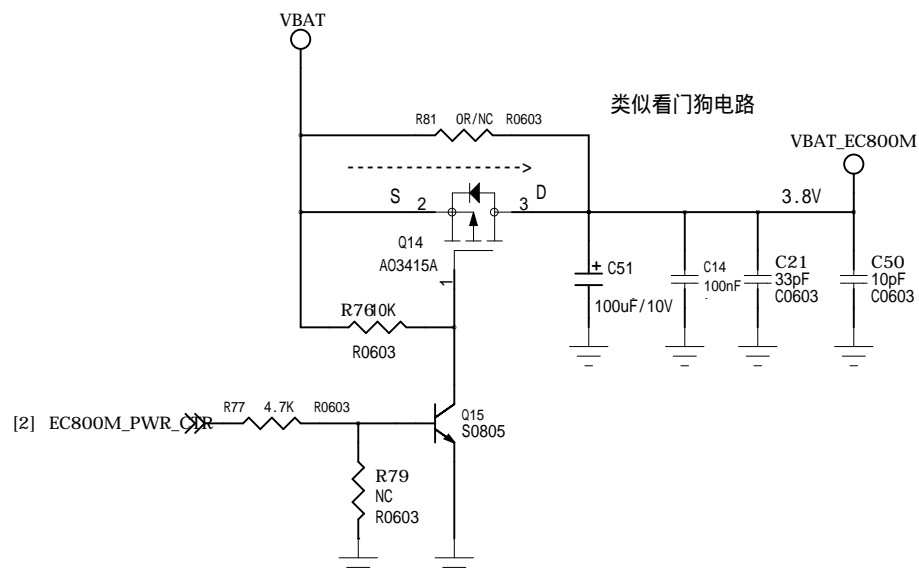 VBAT
类似看门狗电路
R81 0R/NC R0603
VBAT_EC800M
S 2 3 D
3.8V
Q14
AO3415A
1
C51
100uF/10V
C14
100nF
C21
33pF
C0603
C50
10pF
C0603
R76 10K
R0603
[2] EC800M_PWR_CTR
R77 4.7K R0603
Q15
S0805
R79
NC
R0603